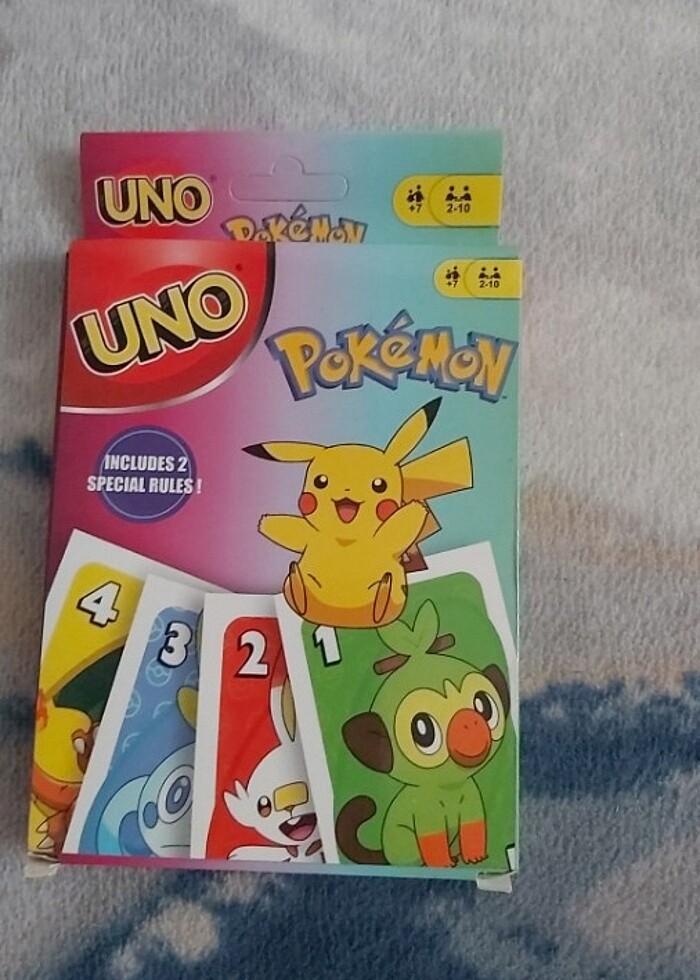 UNO
Pokémon
+7 2-10
UNO
+7 2-10
Pokémon
INCLUDES 2
SPECIAL RULES !
4
3
2
1